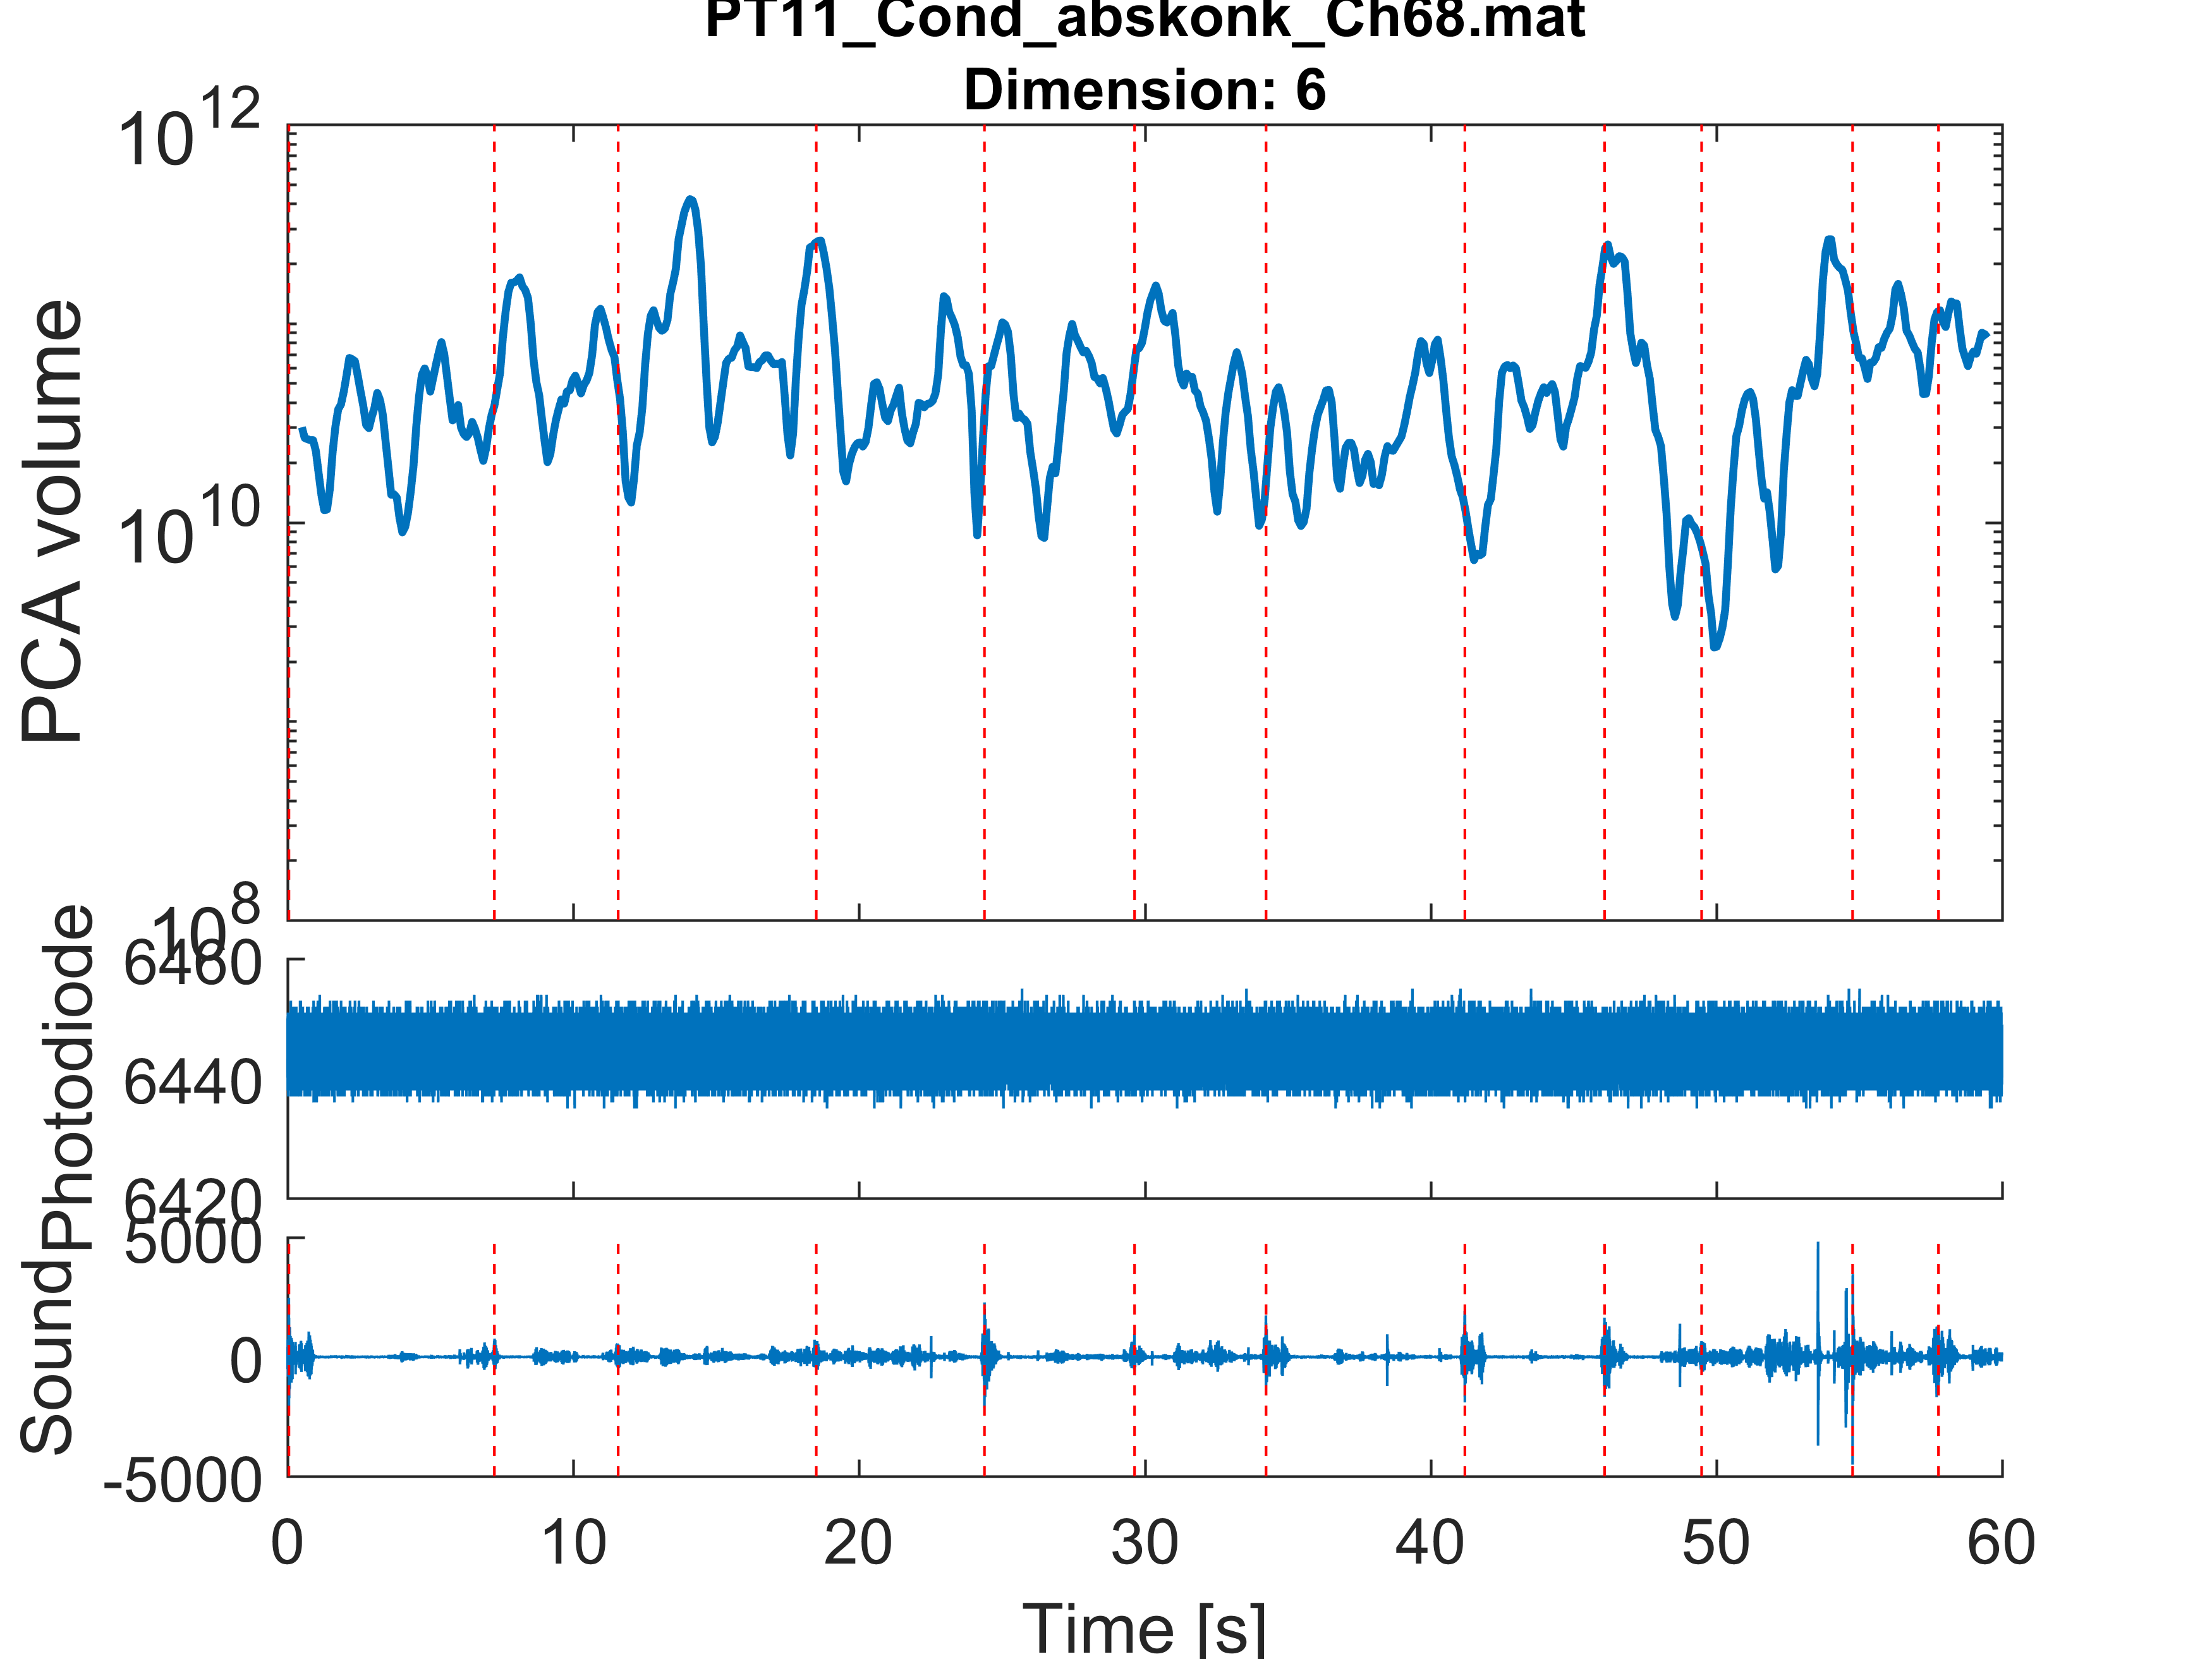 PT11_Cond_abskonk_Ch68.mat
Dimension: 6
10^12
10^10
10^8
PCA volume
6460
6440
6420
Photodiode
5000
0
-5000
Sound
0 10 20 30 40 50 60
Time [s]